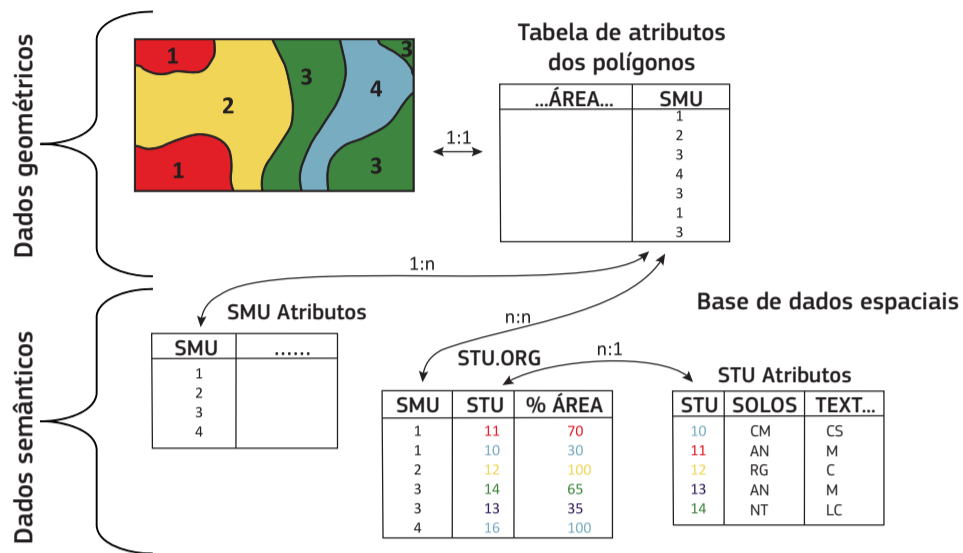 Dados geométricos
1
2
3
4
3
1
3
1:1
Tabela de atributos
dos polígonos
...ÁREA... SMU
1
2
3
4
3
1
3
1:n
n:n
n:1
Base de dados espaciais
Dados semânticos
SMU Atributos
SMU ......
1
2
3
4
STU.ORG
SMU STU % ÁREA
1 11 70
1 10 30
2 12 100
3 14 65
3 13 35
4 16 100
STU Atributos
STU SOLOS TEXT...
10 CM CS
11 AN M
12 RG C
13 AN M
14 NT LC